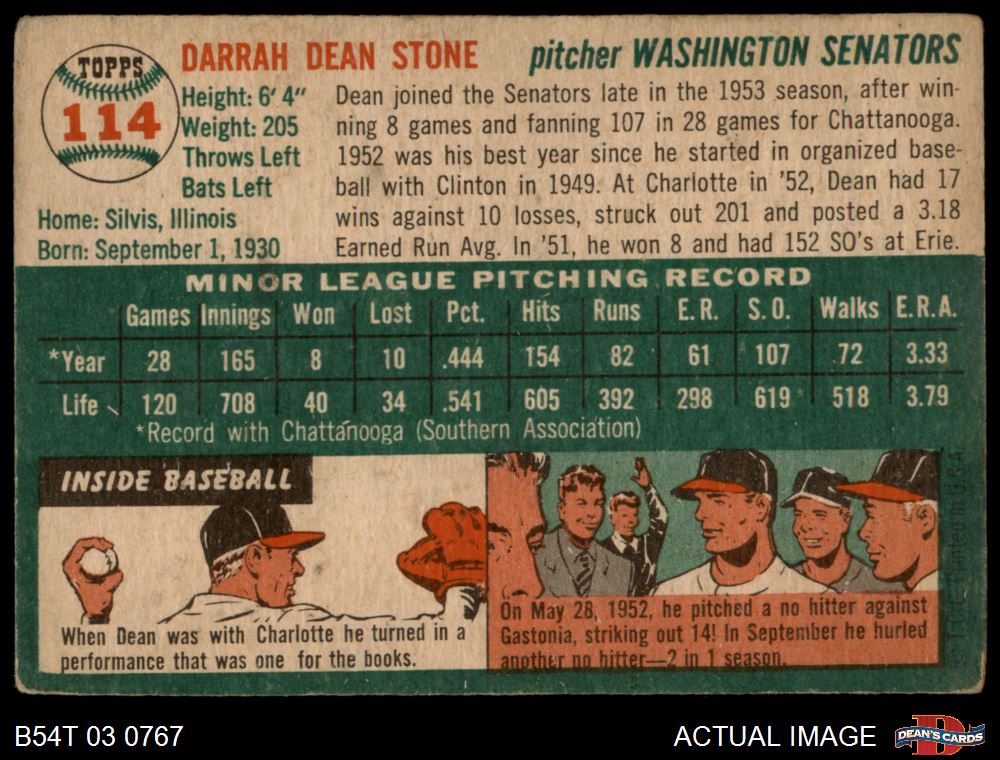 TOPPS
114
DARRAH DEAN STONE pitcher WASHINGTON SENATORS
Height: 6' 4"
Weight: 205
Throws Left
Bats Left
Home: Silvis, Illinois
Born: September 1, 1930
Dean joined the Senators late in the 1953 season, after win-
ning 8 games and fanning 107 in 28 games for Chattanooga.
1952 was his best year since he started in organized base-
ball with Clinton in 1949. At Charlotte in '52, Dean had 17
wins against 10 losses, struck out 201 and posted a 3.18
Earned Run Avg. In '51, he won 8 and had 152 SO's at Erie.
MINOR LEAGUE PITCHING RECORD
Games Innings Won Lost Pct. Hits Runs E.R. S.O. Walks E.R.A.
*Year 28 165 8 10 .444 154 82 61 107 72 3.33
Life 120 708 40 34 .541 605 392 298 619 518 3.79
*Record with Chattanooga (Southern Association)
INSIDE BASEBALL
When Dean was with Charlotte he turned in a
performance that was one for the books.
On May 28, 1952, he pitched a no hitter against
Gastonia, striking out 14! In September he hurled
another no hitter—2 in 1 season.
© T.C.G. Printed in U.S.A.
B54T 03 0767
ACTUAL IMAGE
DEAN'S CARDS